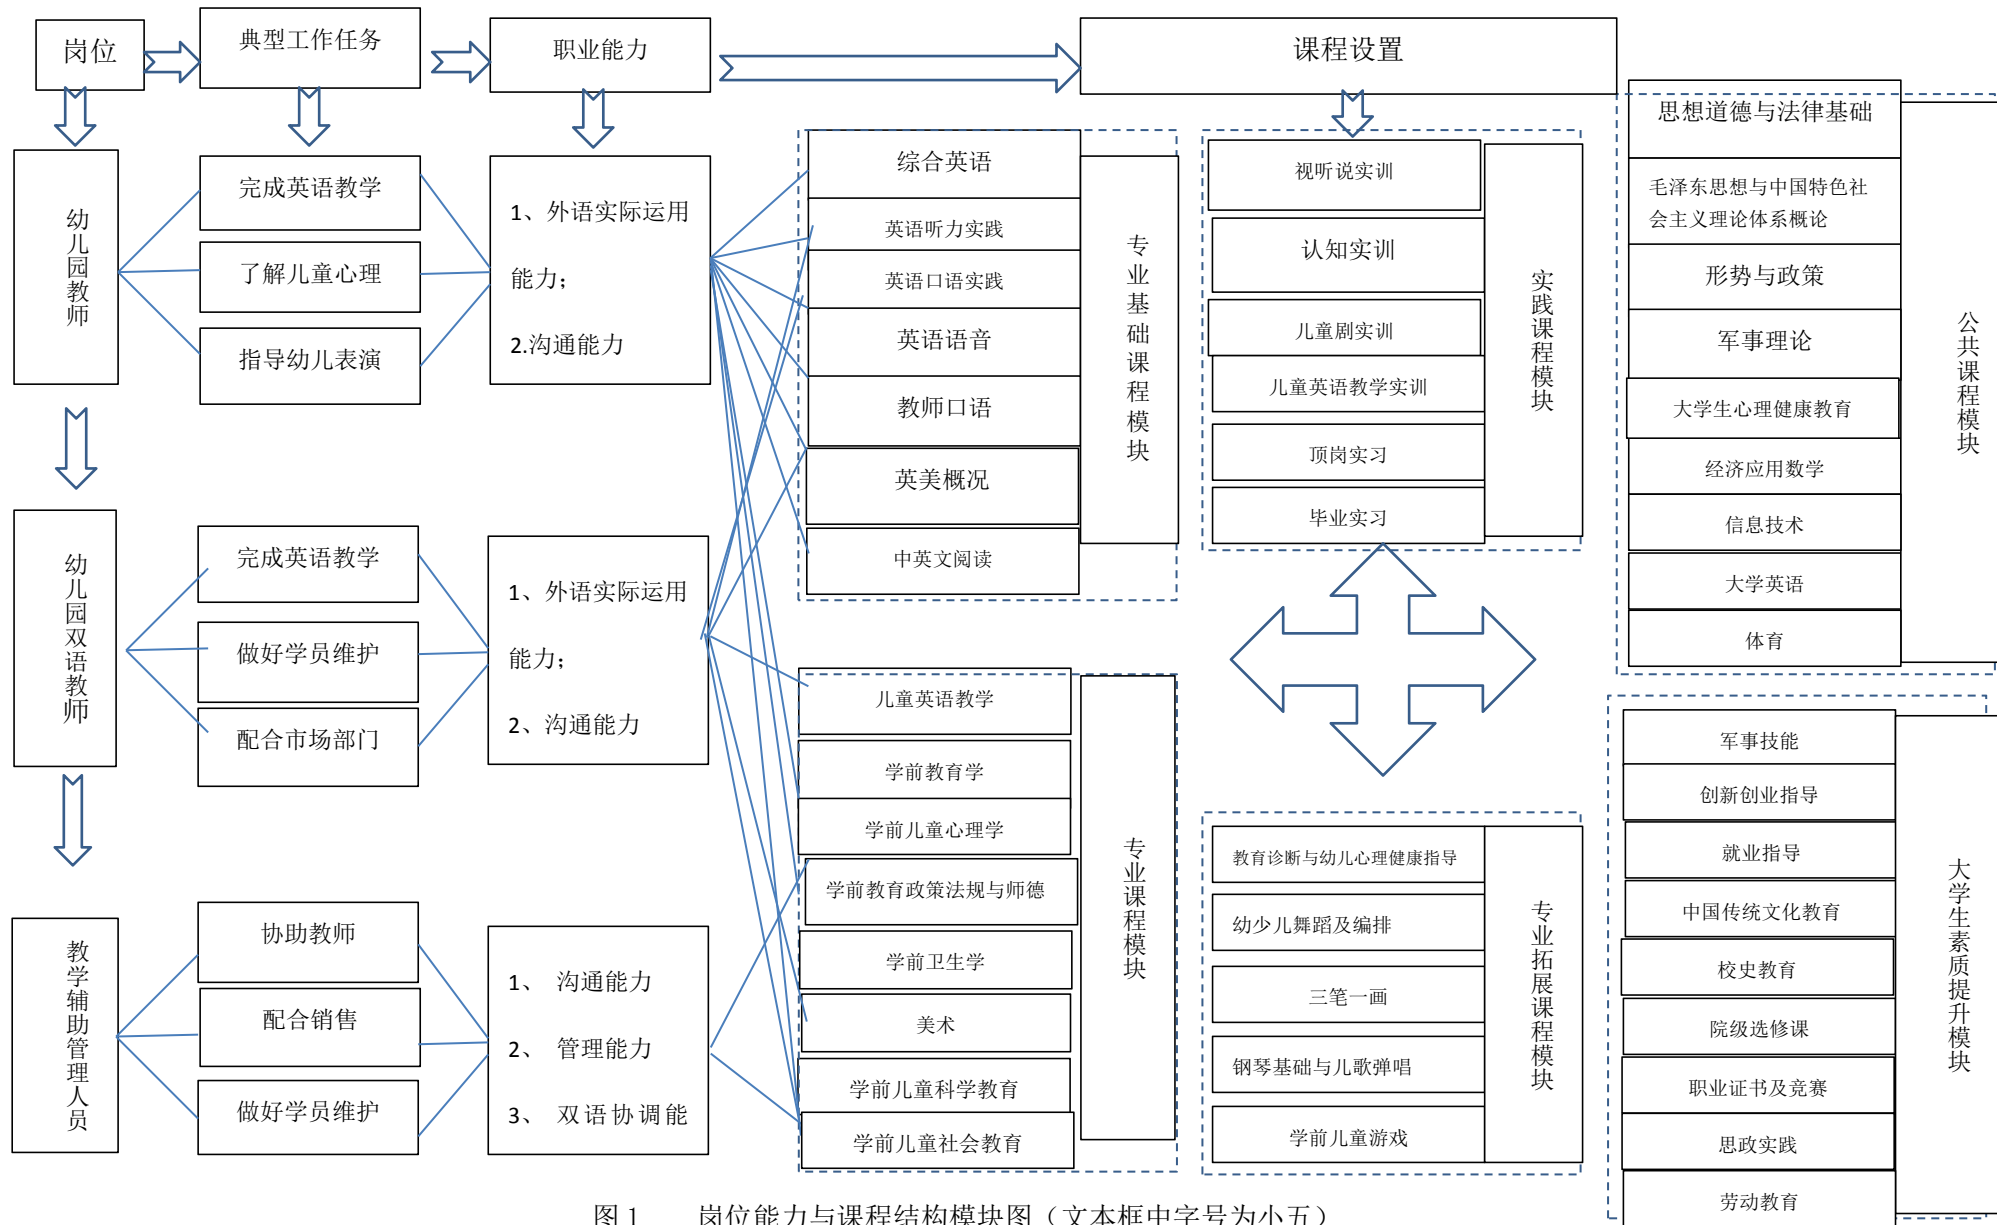 岗位
典型工作任务
职业能力
课程设置
幼儿园教师
完成英语教学
了解儿童心理
指导幼儿表演
1、外语实际运用
能力；
2.沟通能力
幼儿园双语教师
完成英语教学
做好学员维护
配合市场部门
1、外语实际运用
能力；
2、沟通能力
教学辅助管理人员
协助教师
配合销售
做好学员维护
1、 沟通能力
2、 管理能力
3、 双语协调能
综合英语
英语听力实践
英语口语实践
英语语音
教师口语
英美概况
中英文阅读
专业基础课程模块
儿童英语教学
学前教育学
学前儿童心理学
学前教育政策法规与师德
学前卫生学
美术
学前儿童科学教育
学前儿童社会教育
专业课程模块
视听说实训
认知实训
儿童剧实训
儿童英语教学实训
顶岗实习
毕业实习
实践课程模块
教育诊断与幼儿心理健康指导
幼少儿舞蹈及编排
三笔一画
钢琴基础与儿歌弹唱
学前儿童游戏
专业拓展课程模块
思想道德与法律基础
毛泽东思想与中国特色社
会主义理论体系概论
形势与政策
军事理论
大学生心理健康教育
经济应用数学
信息技术
大学英语
体育
公共课程模块
军事技能
创新创业指导
就业指导
中国传统文化教育
校史教育
院级选修课
职业证书及竞赛
思政实践
劳动教育
大学生素质提升模块
图 1 岗位能力与课程结构模块图（文本框中字号为小五）